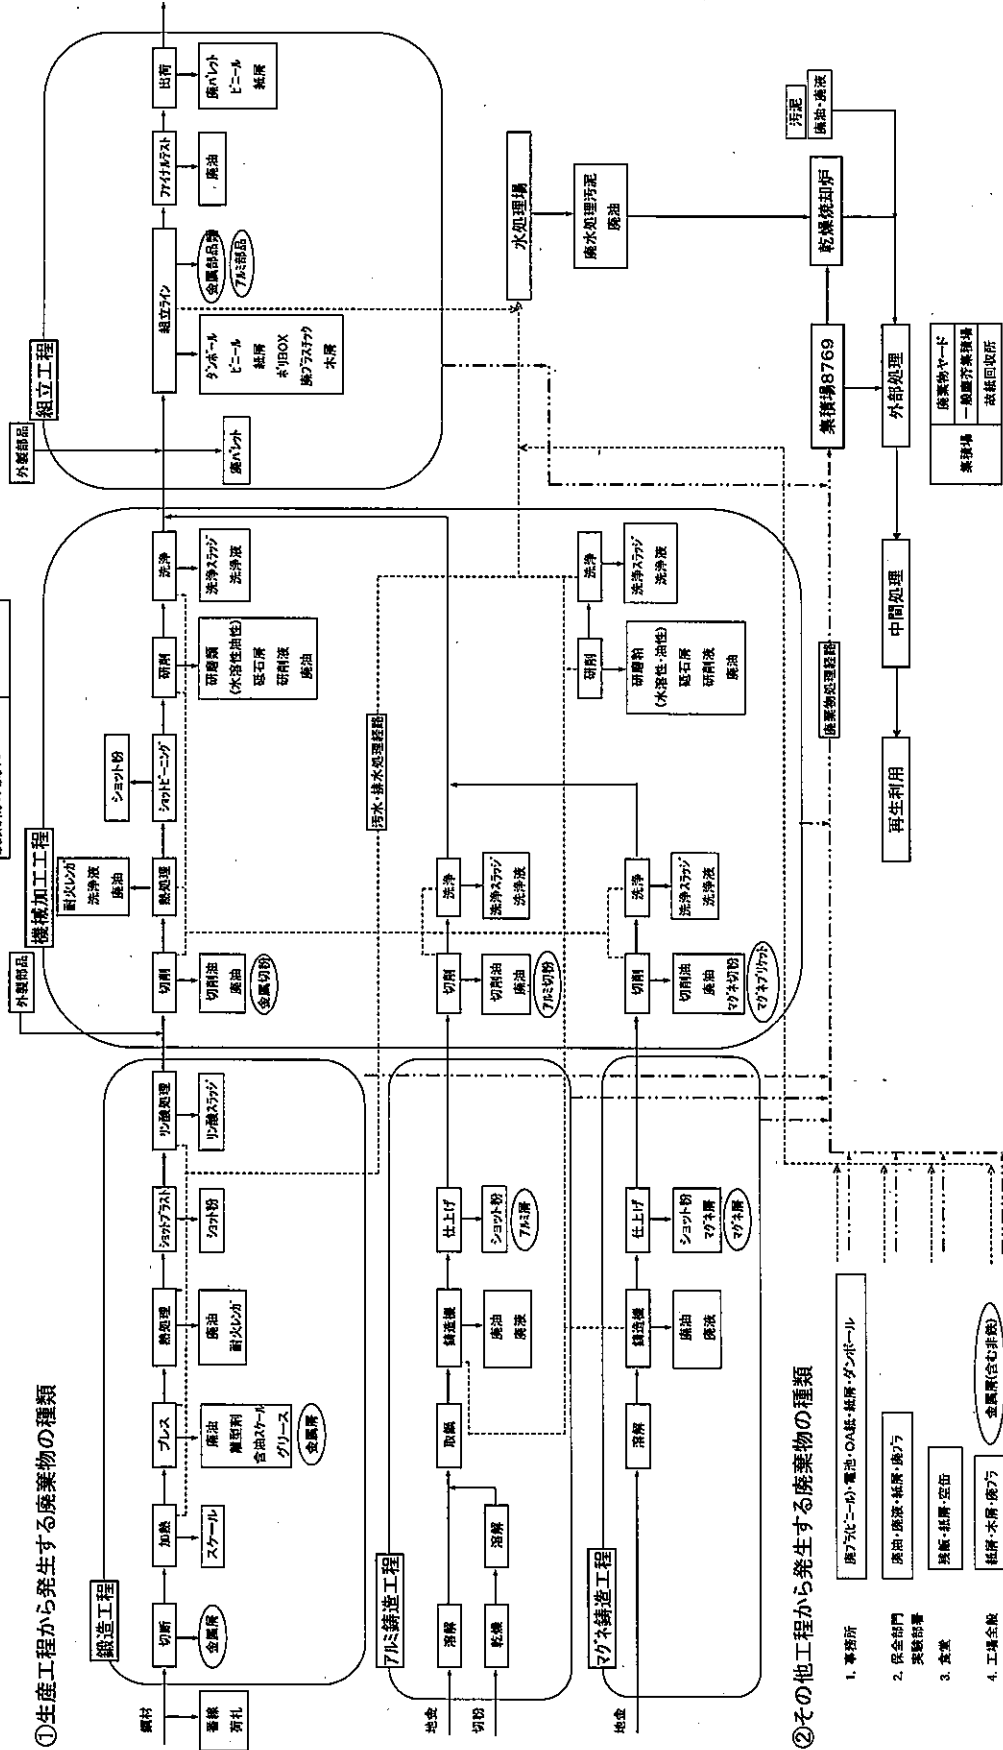 ①生産工程から発生する廃棄物の種類
鍛造工程
鋼材
番線
荷札
切断
金属屑
加熱
スケール
プレス
廃油
離型剤
含油スケール
グリース
金属屑
熱処理
廃油
耐火レンガ
ショットブラスト
ショット粉
リン酸処理
リン酸スラッジ
アルミ鋳造工程
地金
切粉
溶解
乾燥
溶解
取鍋
鋳造機
廃油
廃液
仕上げ
ショット粉
アルミ屑
マグネ鋳造工程
地金
溶解
鋳造機
廃油
廃液
仕上げ
ショット粉
マグネ屑
マグネ屑
機械加工工程
外製部品
切削
切削油
廃油
金属切粉
熱処理
耐火レンガ
洗浄液
廃油
ショットピーニング
ショット粉
研削
研磨類
(水溶性油性)
砥石屑
研削液
廃油
洗浄
洗浄スラッジ
洗浄液
汚水・排水処理経路
切削
切削油
廃油
アルミ切粉
洗浄
洗浄スラッジ
洗浄液
切削
切削油
廃油
マグネ切粉
マグネブリケット
洗浄
洗浄スラッジ
洗浄液
研削
研磨粕
(水溶性・油性)
砥石屑
研削液
廃油
洗浄
洗浄スラッジ
洗浄液
組立工程
外製部品
廃パレット
組立ライン
ダンボール
ビニール
紙屑
ポリBOX
廃プラスチック
木屑
金属部品類
アルミ部品
ファイナルテスト
廃油
出荷
廃パレット
ビニール
紙屑
水処理場
廃水処理汚泥
廃油
乾燥焼却炉
汚泥
廃油・廃液
廃棄物処理経路
集積場8769
外部処理
中間処理
再生利用
集積場
廃棄物ヤード
一般塵芥集積場
故紙回収所
②その他工程から発生する廃棄物の種類
1. 事務所
廃プラ(ビニール)・電池・OA紙・紙屑・ダンボール
2. 保全部門
実験部署
廃油・廃液・紙屑・廃プラ
3. 食堂
残飯・紙屑・空缶
4. 工場全般
紙屑・木屑・廃プラ
金属屑(含む非鉄)